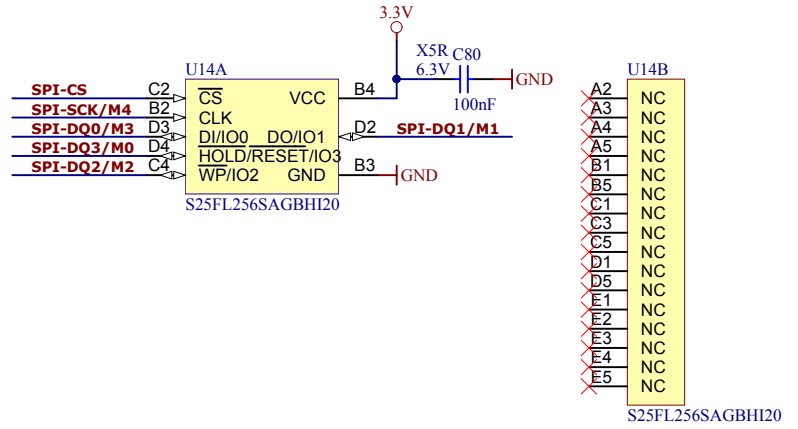 3.3V
X5R C80
6.3V
GND
100nF
U14A
SPI-CS C2 CS VCC B4
SPI-SCK/M4 B2 CLK
SPI-DQ0/M3 D3 DI/IO0 DO/IO1 D2 SPI-DQ1/M1
SPI-DQ3/M0 D4 HOLD/RESET/IO3
SPI-DQ2/M2 C4 WP/IO2 GND B3 GND
S25FL256SAGBHI20
U14B
A2 NC
A3 NC
A4 NC
A5 NC
B1 NC
B5 NC
C1 NC
C3 NC
C5 NC
D1 NC
D5 NC
E1 NC
E2 NC
E3 NC
E4 NC
E5 NC
S25FL256SAGBHI20